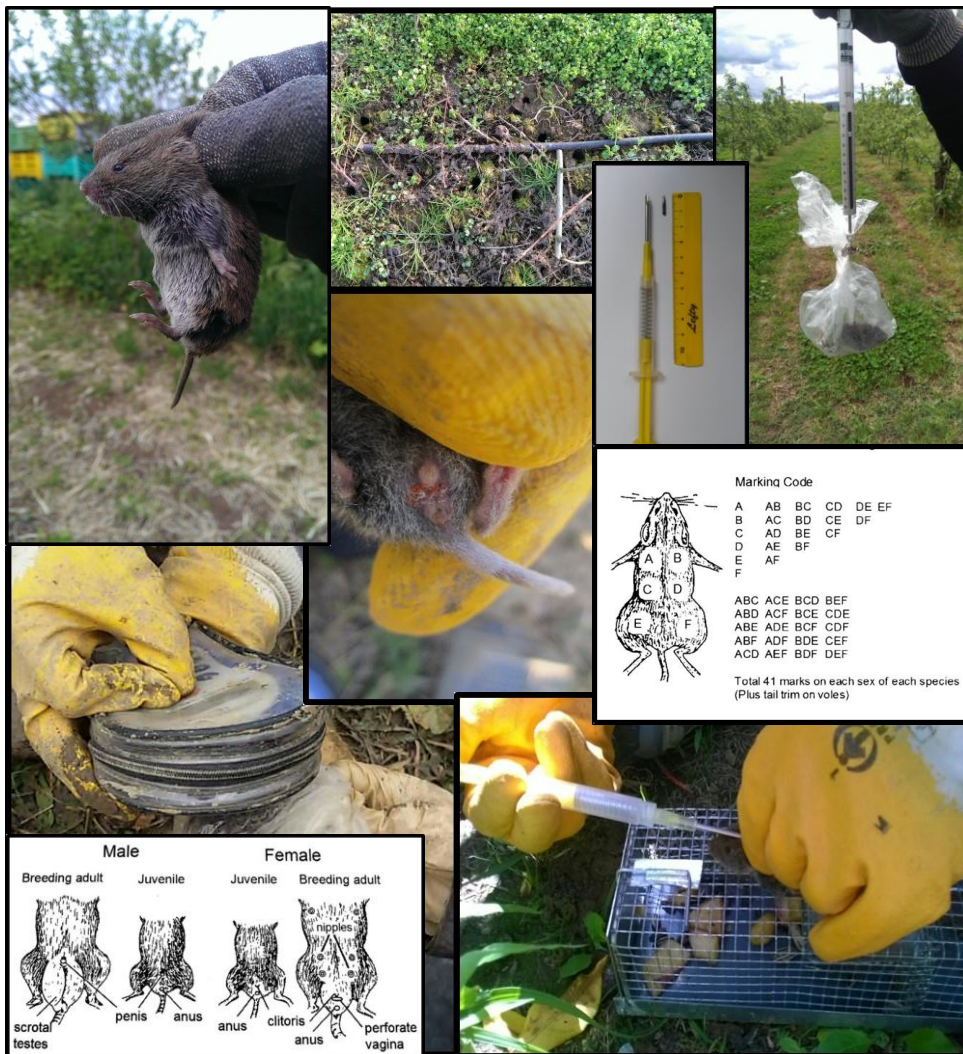 Lefty
Marking Code
A AB BC CD DE EF
B AC BD CE DF
C AD BE CF
D AE BF
E AF
F
A B
C D
E F
ABC ACE BCD BEF
ABD ACF BCE CDE
ABE ADE BCF CDF
ABF ADF BDE CEF
ACD AEF BDF DEF
Total 41 marks on each sex of each species
(Plus tail trim on voles)
K
Male Female
Breeding adult Juvenile Juvenile Breeding adult
nipples
scrotal testes
penis anus
anus
clitoris
anus
perforate vagina